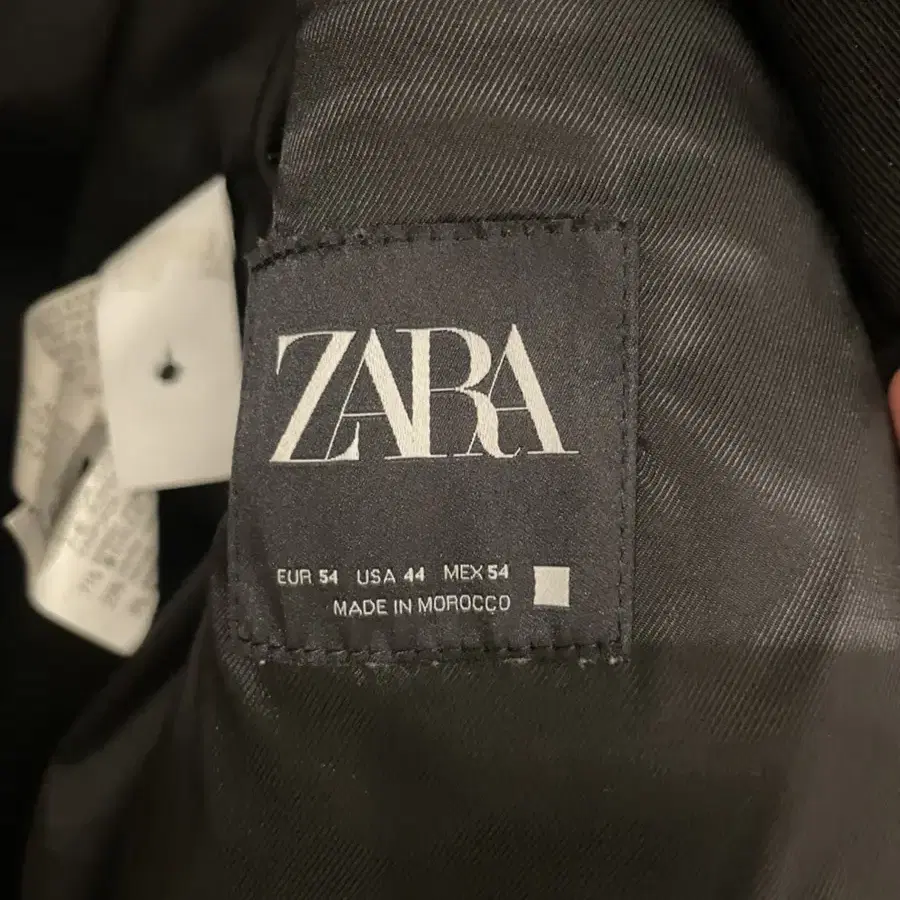 ZARA
EUR 54 USA 44 MEX 54
MADE IN MOROCCO